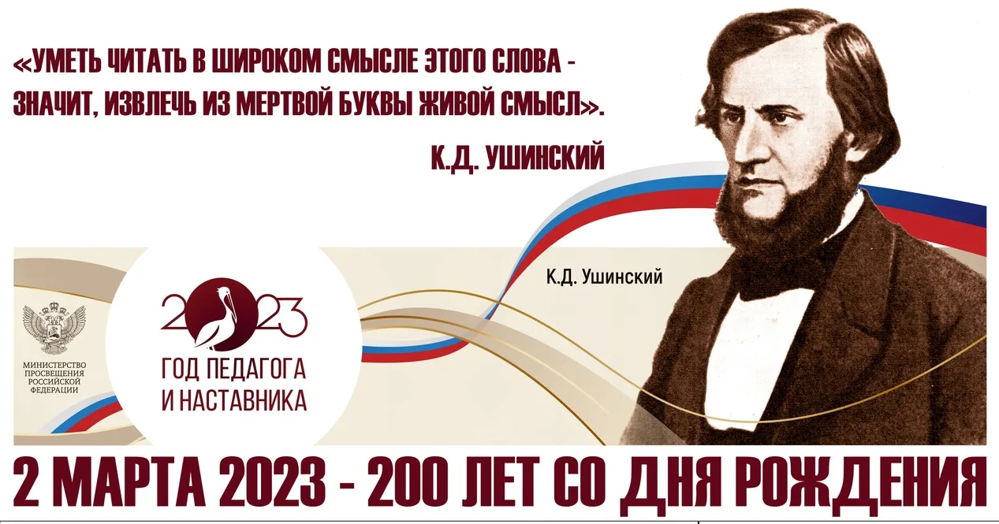 «УМЕТЬ ЧИТАТЬ В ШИРОКОМ СМЫСЛЕ ЭТОГО СЛОВА -
ЗНАЧИТ, ИЗВЛЕЧЬ ИЗ МЕРТВОЙ БУКВЫ ЖИВОЙ СМЫСЛ».
К.Д. УШИНСКИЙ
К.Д. Ушинский
МИНИСТЕРСТВО
ПРОСВЕЩЕНИЯ
РОССИЙСКОЙ
ФЕДЕРАЦИИ
2023
ГОД ПЕДАГОГА
И НАСТАВНИКА
2 МАРТА 2023 - 200 ЛЕТ СО ДНЯ РОЖДЕНИЯ